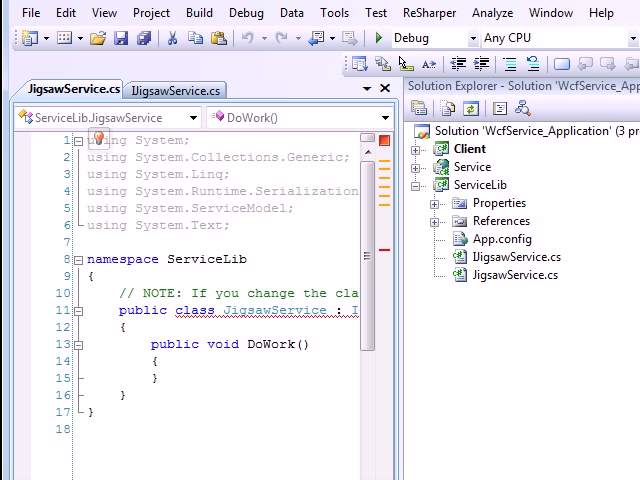 File Edit View Project Build Debug Data Tools Test ReSharper Analyze Window Help
Debug Any CPU
A
JigsawService.cs IJigsawService.cs
Solution Explorer - WcfService_App
ServiceLib.JigsawService DoWork()
1 using System;
2 using System.Collections.Generic;
3 using System.Linq;
4 using System.Runtime.Serialization
5 using System.ServiceModel;
6 using System.Text;
7
8 namespace ServiceLib
9 {
10 // NOTE: If you change the cla
11 public class JigsawService : I
12 {
13 public void DoWork()
14 {
15 }
16 }
17 }
18
Solution 'WcfService_Application' (3 pr
Client
Service
ServiceLib
Properties
References
App.config
IJigsawService.cs
JigsawService.cs